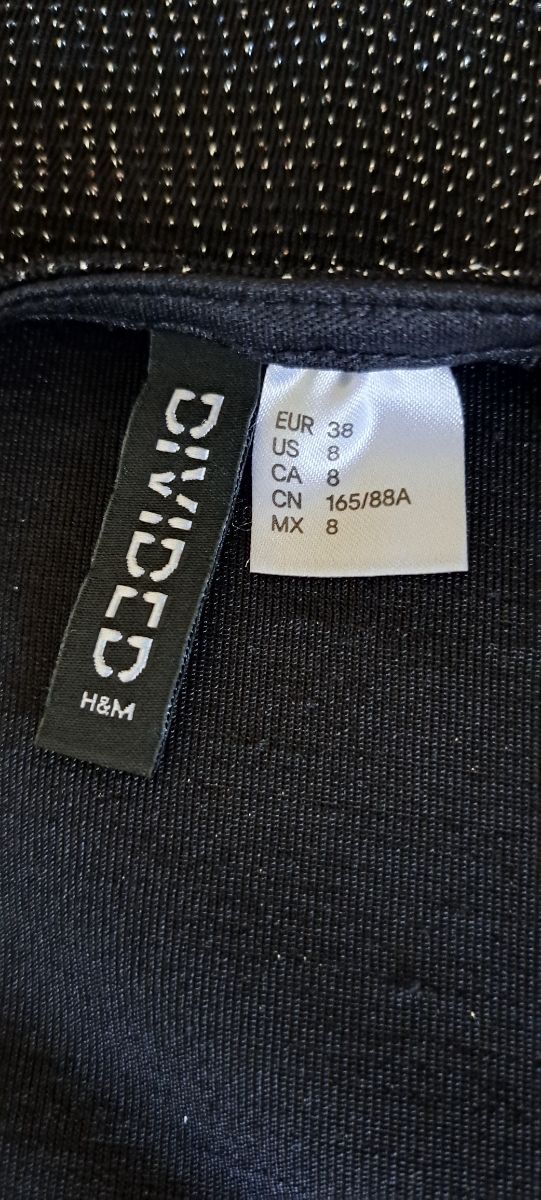 DIVIDED
H&M
EUR 38
US 8
CA 8
CN 165/88A
MX 8